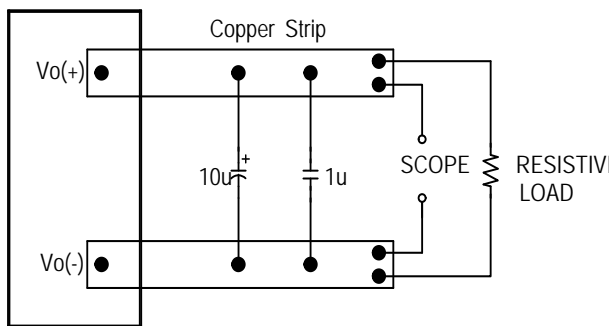 Copper Strip
Vo(+)
10u
+
1u
SCOPE
RESISTIVE
LOAD
Vo(-)